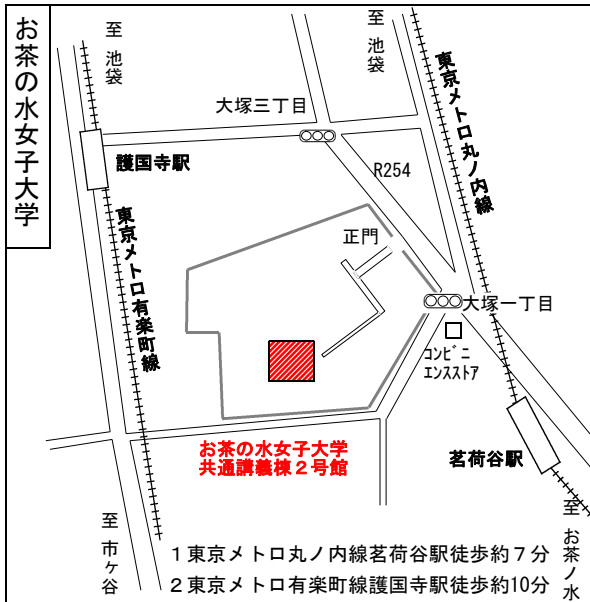 お茶の水女子大学
至 池袋
至 池袋
大塚三丁目
東京メトロ丸ノ内線
護国寺駅
R254
東京メトロ有楽町線
正門
大塚一丁目
コンビニ
エンスストア
お茶の水女子大学
共通講義棟2号館
茗荷谷駅
至 市ヶ谷
至 お茶ノ水
1東京メトロ丸ノ内線茗荷谷駅徒歩約7分
2東京メトロ有楽町線護国寺駅徒歩約10分